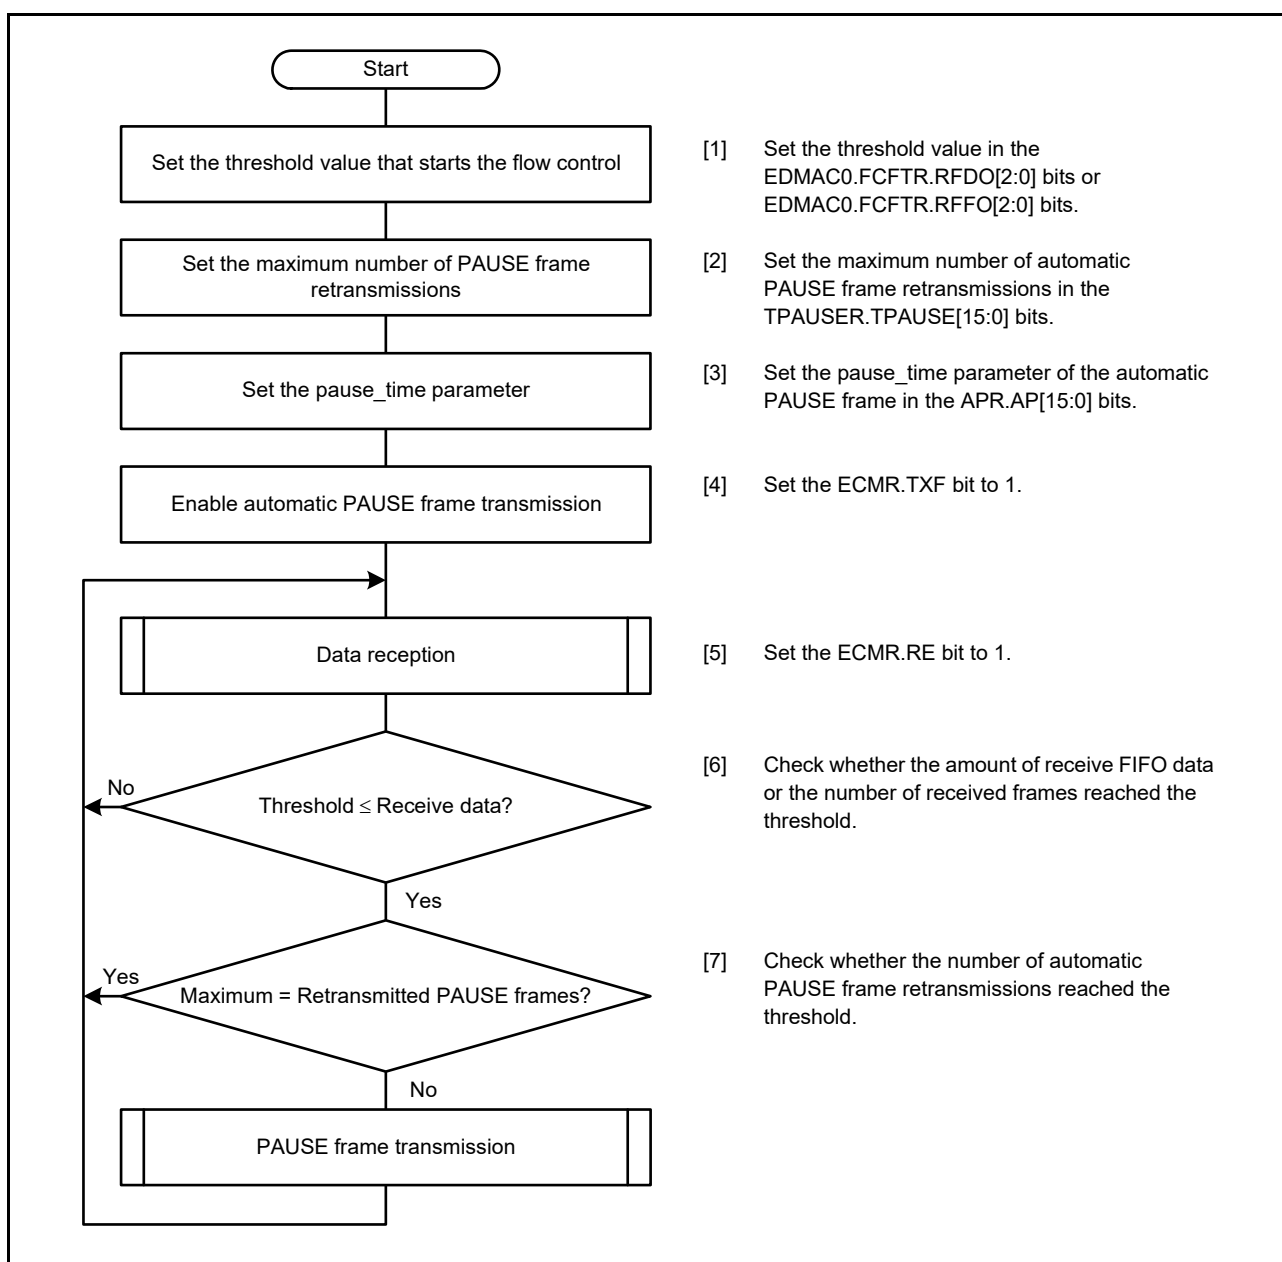 Start
Set the threshold value that starts the flow control
[1] Set the threshold value in the
EDMAC0.FCFTR.RFDO[2:0] bits or
EDMAC0.FCFTR.RFFO[2:0] bits.
Set the maximum number of PAUSE frame
retransmissions
[2] Set the maximum number of automatic
PAUSE frame retransmissions in the
TPAUSER.TPAUSE[15:0] bits.
Set the pause_time parameter
[3] Set the pause_time parameter of the automatic
PAUSE frame in the APR.AP[15:0] bits.
Enable automatic PAUSE frame transmission
[4] Set the ECMR.TXF bit to 1.
Data reception
[5] Set the ECMR.RE bit to 1.
No
Threshold ≤ Receive data?
[6] Check whether the amount of receive FIFO data
or the number of received frames reached the
threshold.
Yes
Yes
Maximum = Retransmitted PAUSE frames?
[7] Check whether the number of automatic
PAUSE frame retransmissions reached the
threshold.
No
PAUSE frame transmission